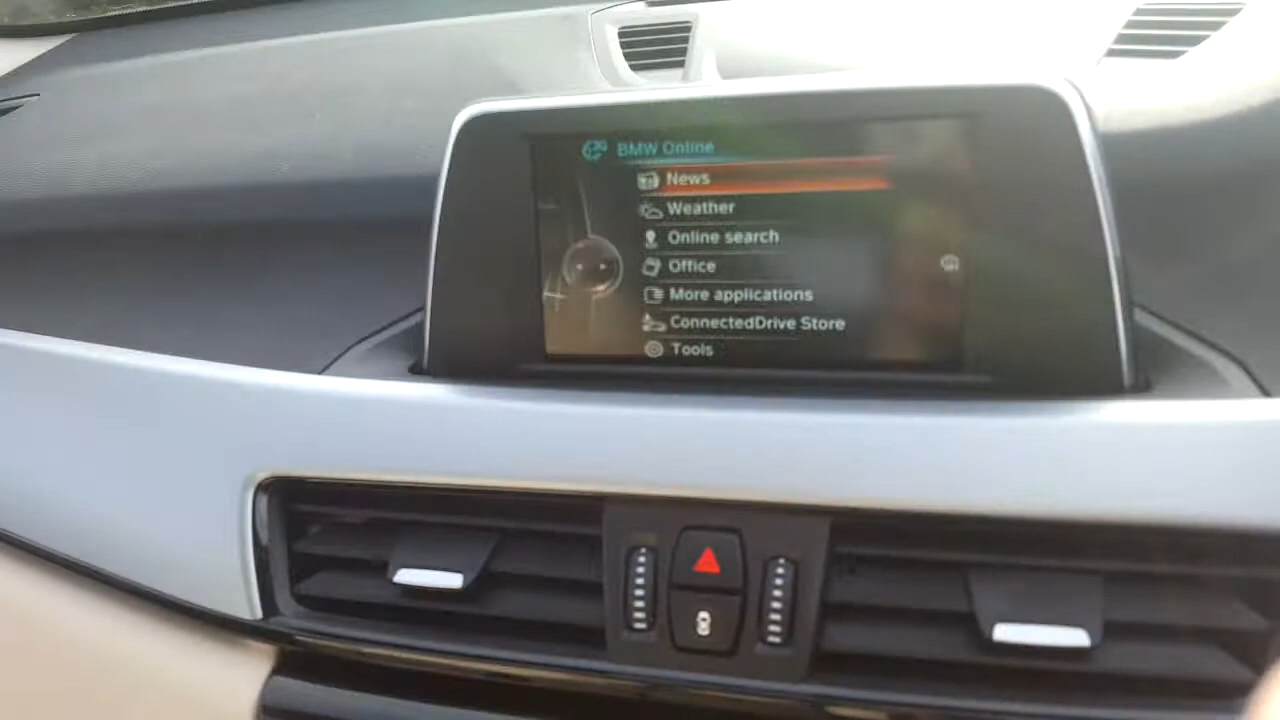 BMW Online
News
Weather
Online search
Office
More applications
ConnectedDrive Store
Tools